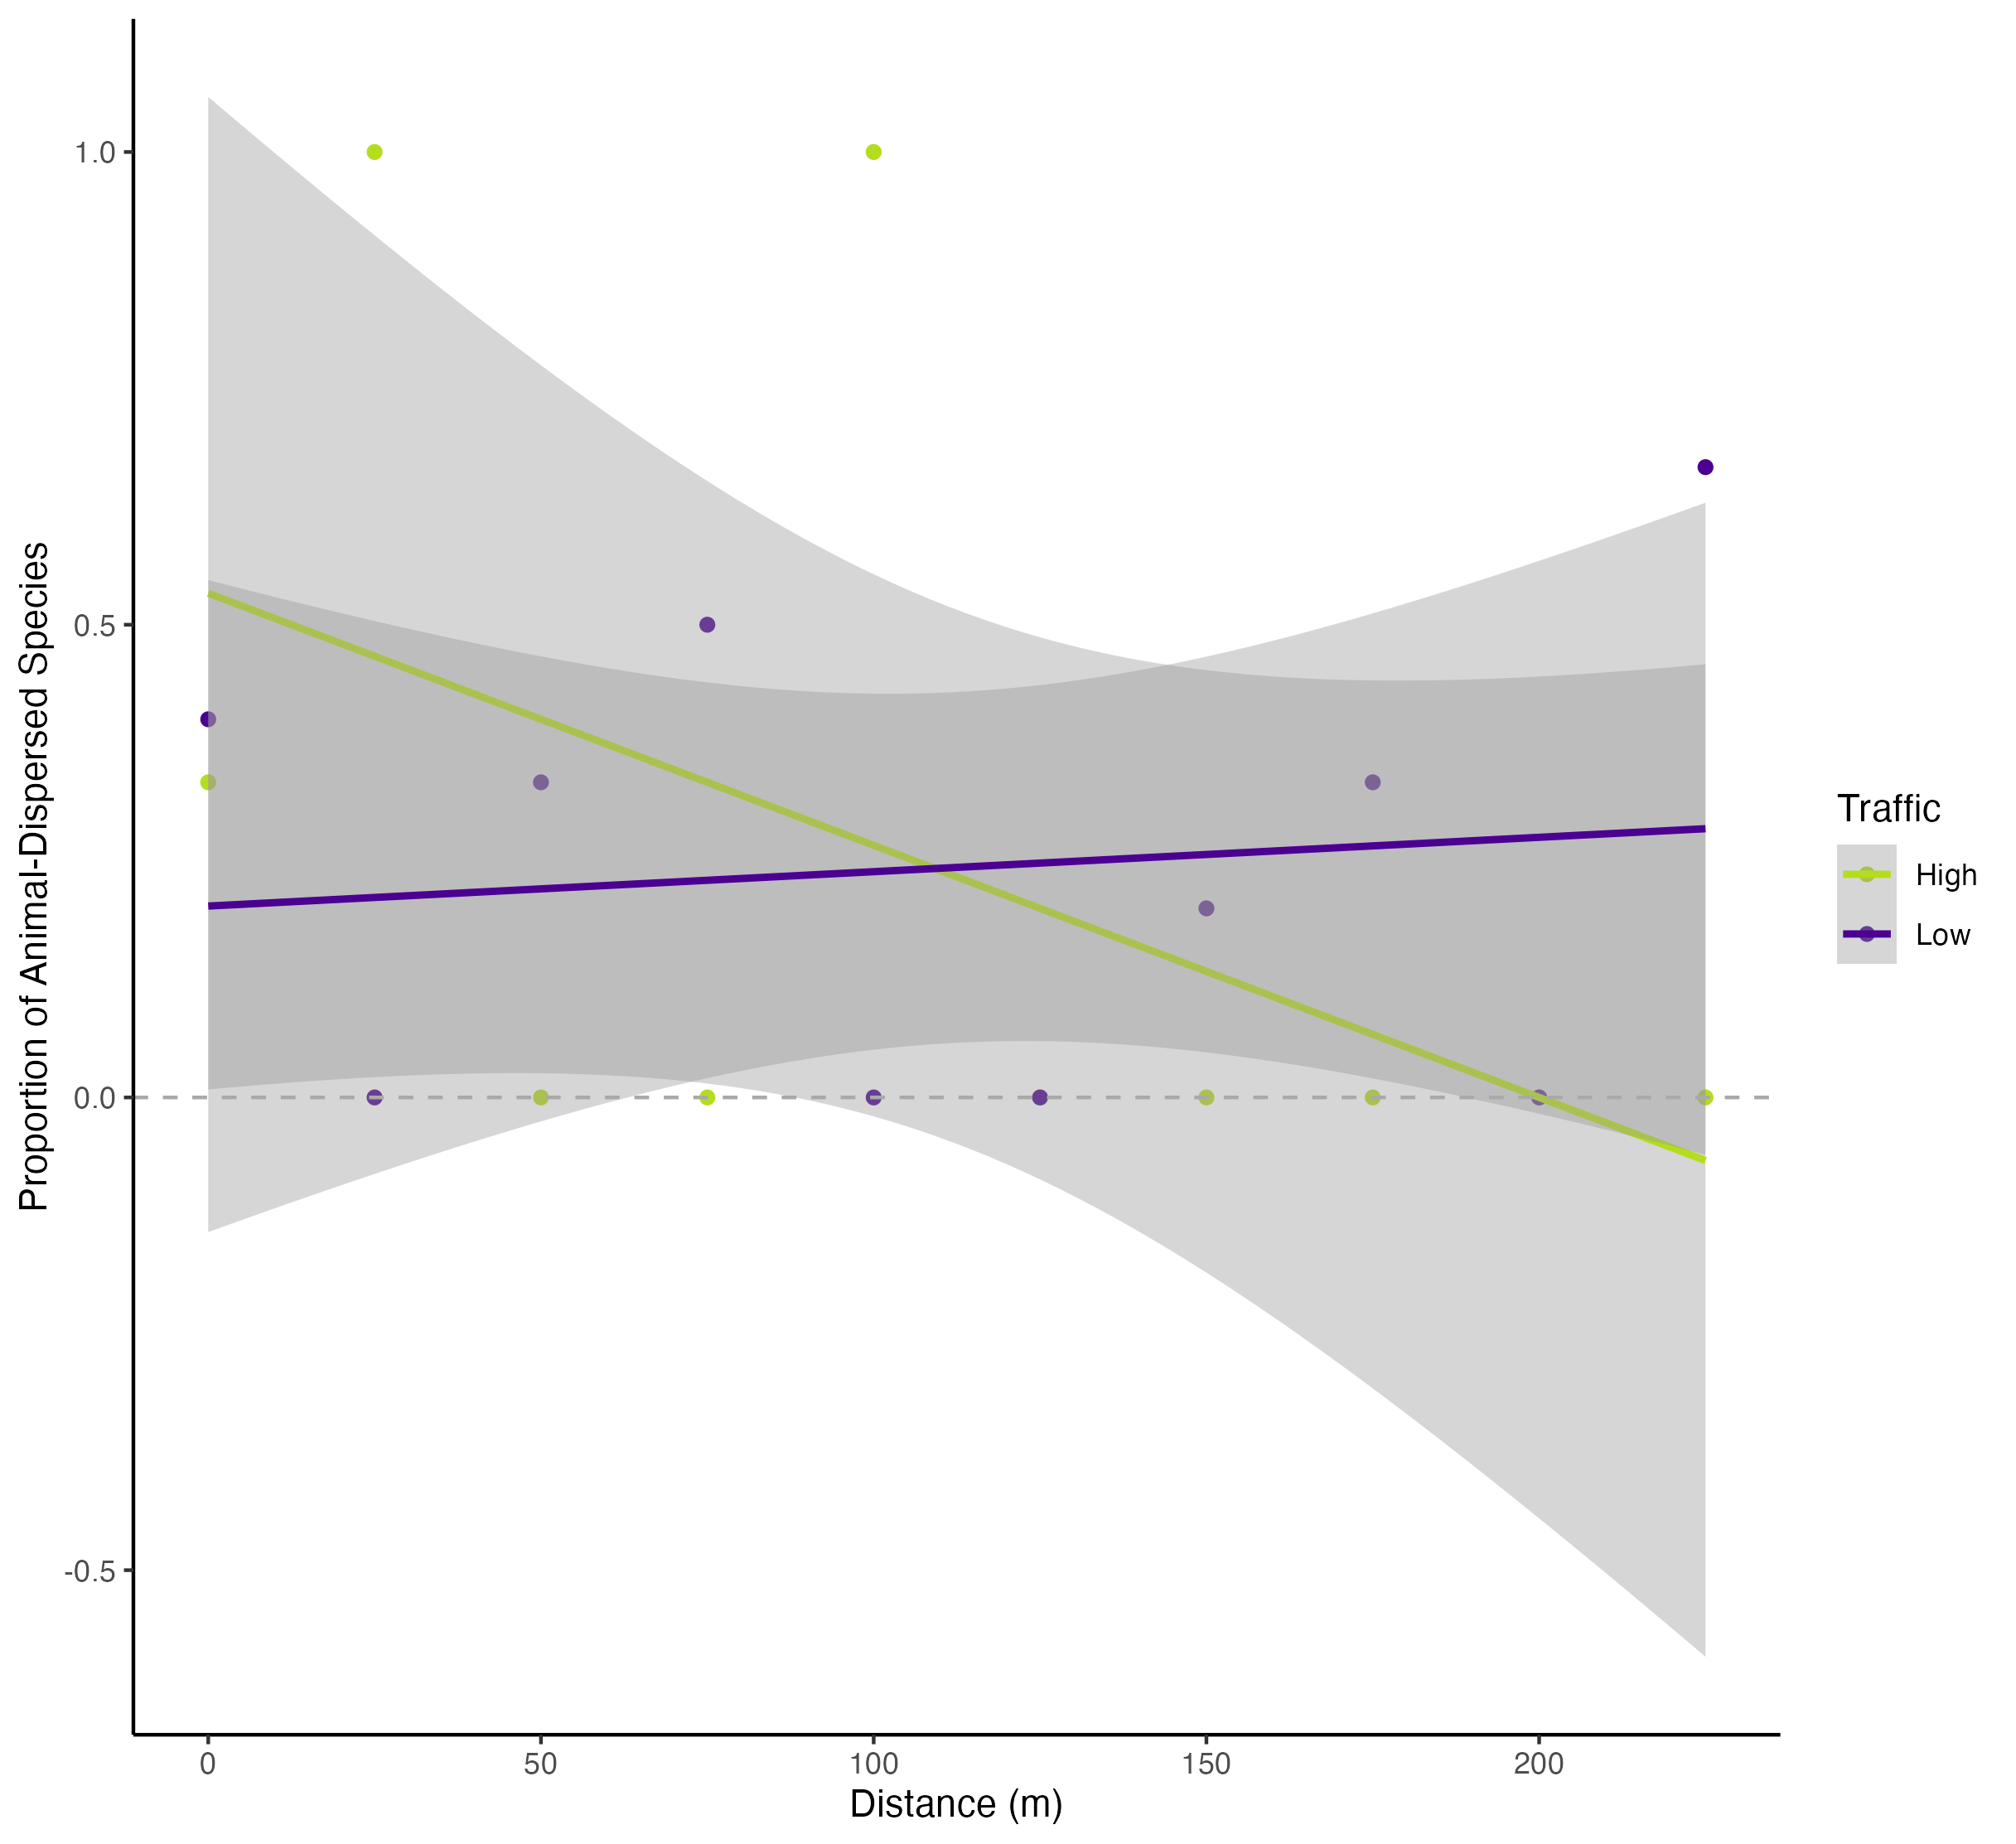 Proportion of Animal-Dispersed Species
1.0
0.5
0.0
-0.5
0
50
100
150
200
Distance (m)
Traffic
High
Low